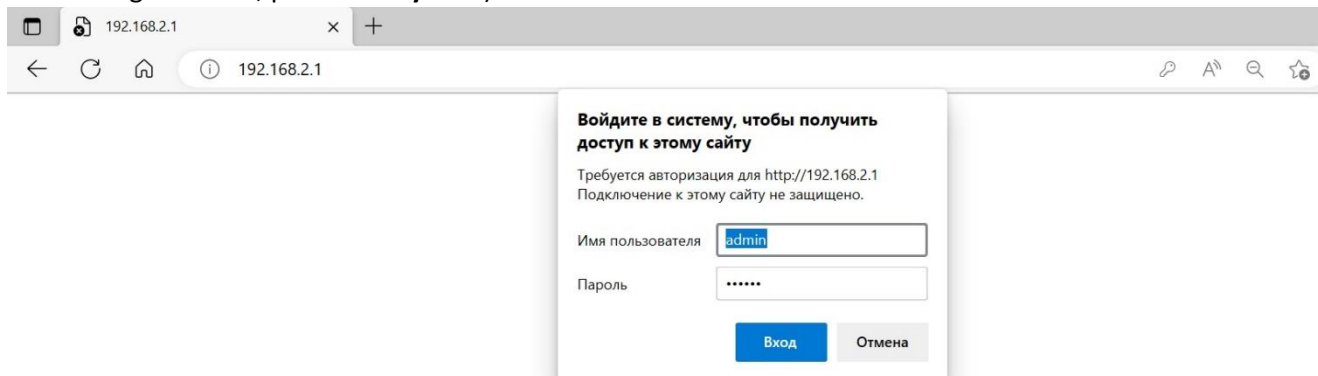 192.168.2.1
192.168.2.1
Войдите в систему, чтобы получить
доступ к этому сайту
Требуется авторизация для http://192.168.2.1
Подключение к этому сайту не защищено.
Имя пользователя admin
Пароль ••••••
Вход Отмена